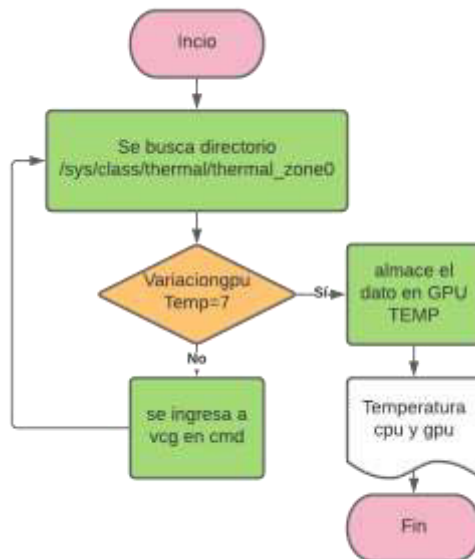 Incio
Se busca directorio
/sys/class/thermal/thermal_zone0
Variaciongpu
Temp=7
Sí
almace el
dato en GPU
TEMP
No
se ingresa a
vcg en cmd
Temperatura
cpu y gpu
Fin